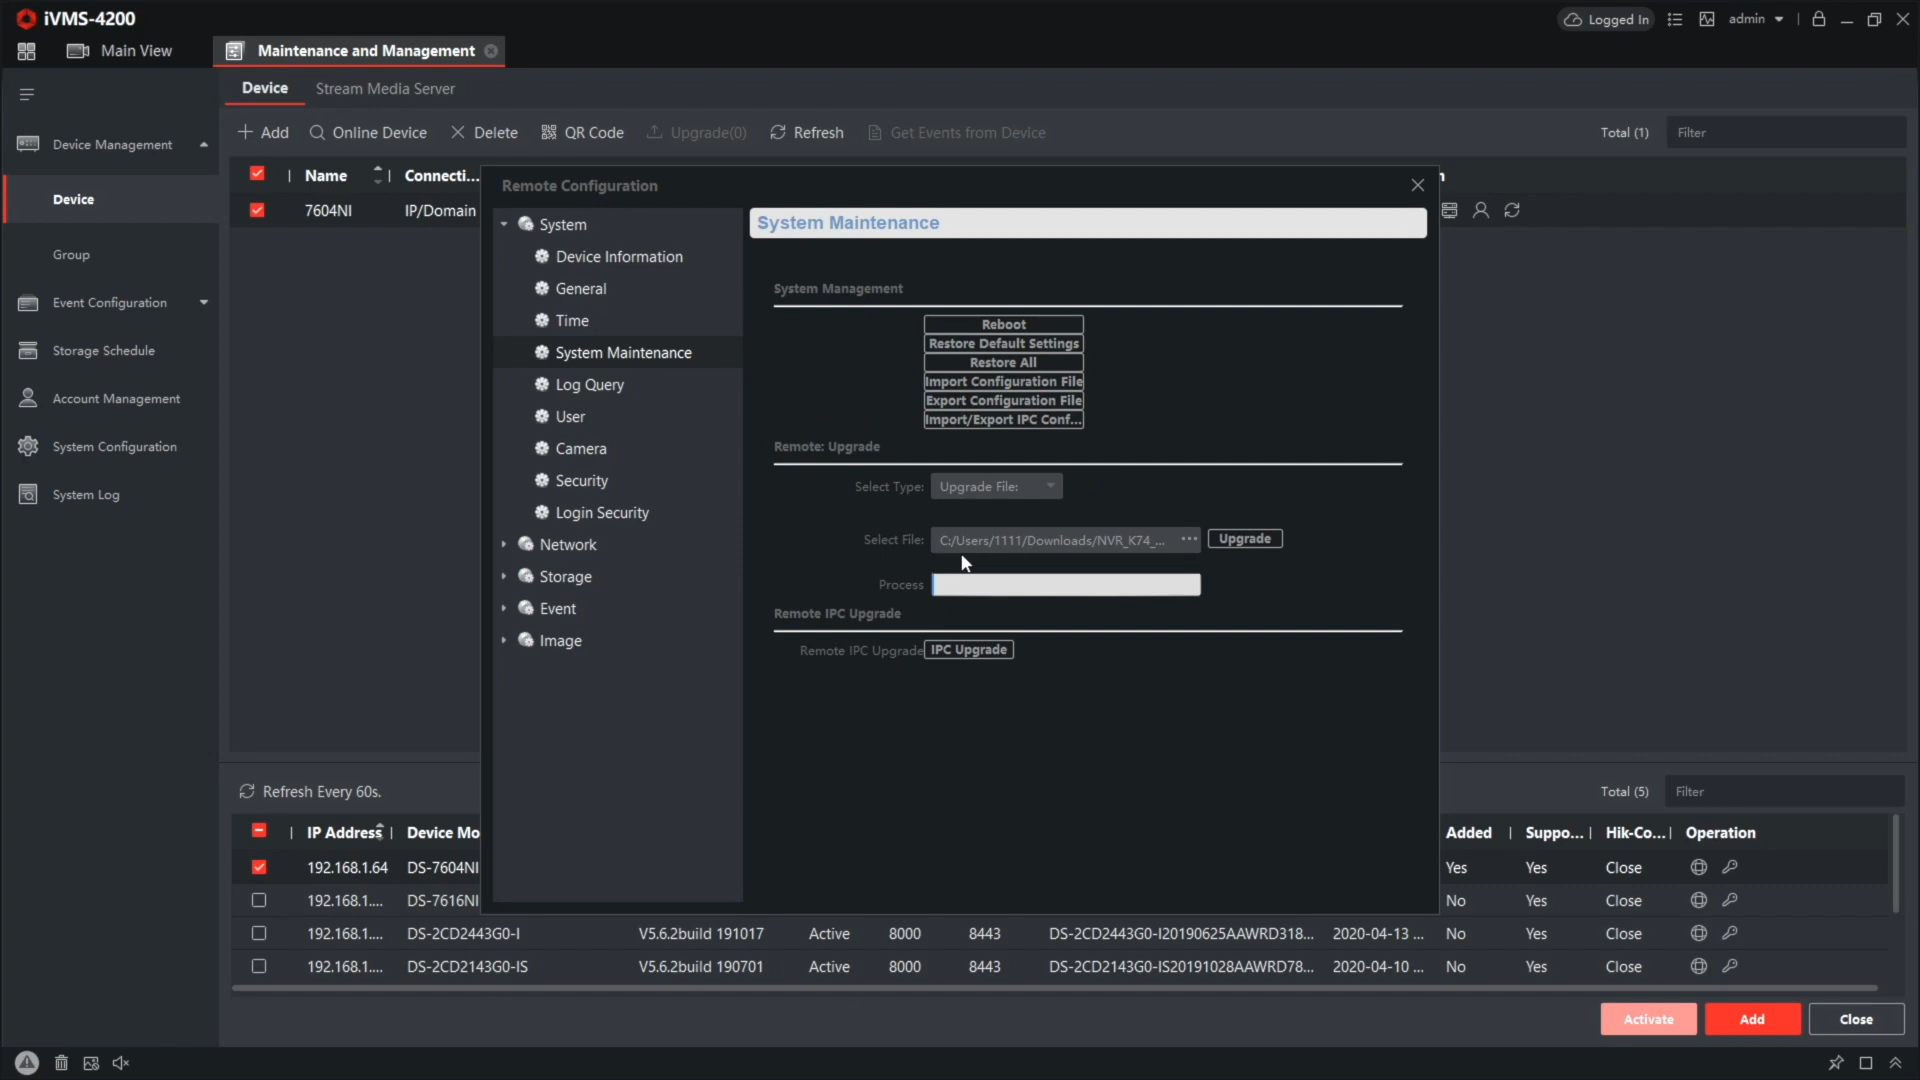 iVMS-4200
Logged In
admin
Main View
Maintenance and Management
Device
Stream Media Server
Add
Online Device
Delete
QR Code
Upgrade(0)
Refresh
Get Events from Device
Total (1)
Filter
Device Management
Device
Group
Event Configuration
Storage Schedule
Account Management
System Configuration
System Log
Name
Connecti...
7604NI
IP/Domain
Remote Configuration
System
Device Information
General
Time
System Maintenance
Log Query
User
Camera
Security
Login Security
Network
Storage
Event
Image
System Maintenance
System Management
Reboot
Restore Default Settings
Restore All
Import Configuration File
Export Configuration File
Import/Export IPC Conf...
Remote: Upgrade
Select Type: Upgrade File:
Select File: C:/Users/1111/Downloads/NVR_K74_... ••• Upgrade
Process
Remote IPC Upgrade
Remote IPC Upgrade IPC Upgrade
Refresh Every 60s.
Total (5)
Filter
IP Address Device Mo Added Suppo... Hik-Co... Operation
192.168.1.64 DS-7604NI Yes Yes Close
192.168.1.... DS-7616NI No Yes Close
192.168.1.... DS-2CD2443G0-I V5.6.2build 191017 Active 8000 8443 DS-2CD2443G0-I20190625AAWRD318... 2020-04-13 ... No Yes Close
192.168.1.... DS-2CD2143G0-IS V5.6.2build 190701 Active 8000 8443 DS-2CD2143G0-IS20191028AAWRD78... 2020-04-10 ... No Yes Close
Activate
Add
Close